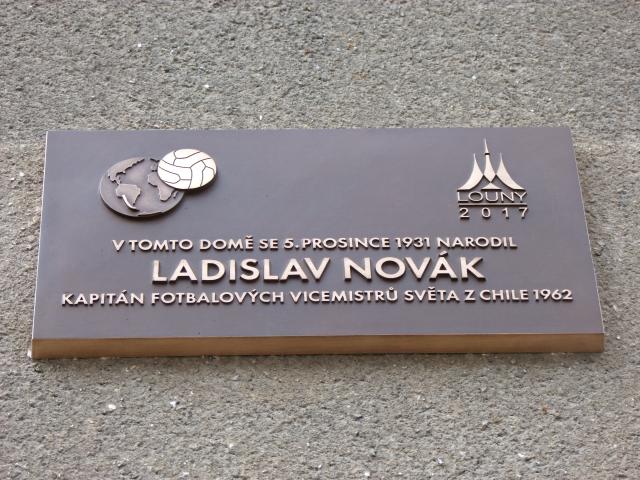 LOUNY
2017
V TOMTO DOMĚ SE 5. PROSINCE 1931 NARODIL
LADISLAV NOVÁK
KAPITÁN FOTBALOVÝCH VICEMISTRŮ SVĚTA Z CHILE 1962